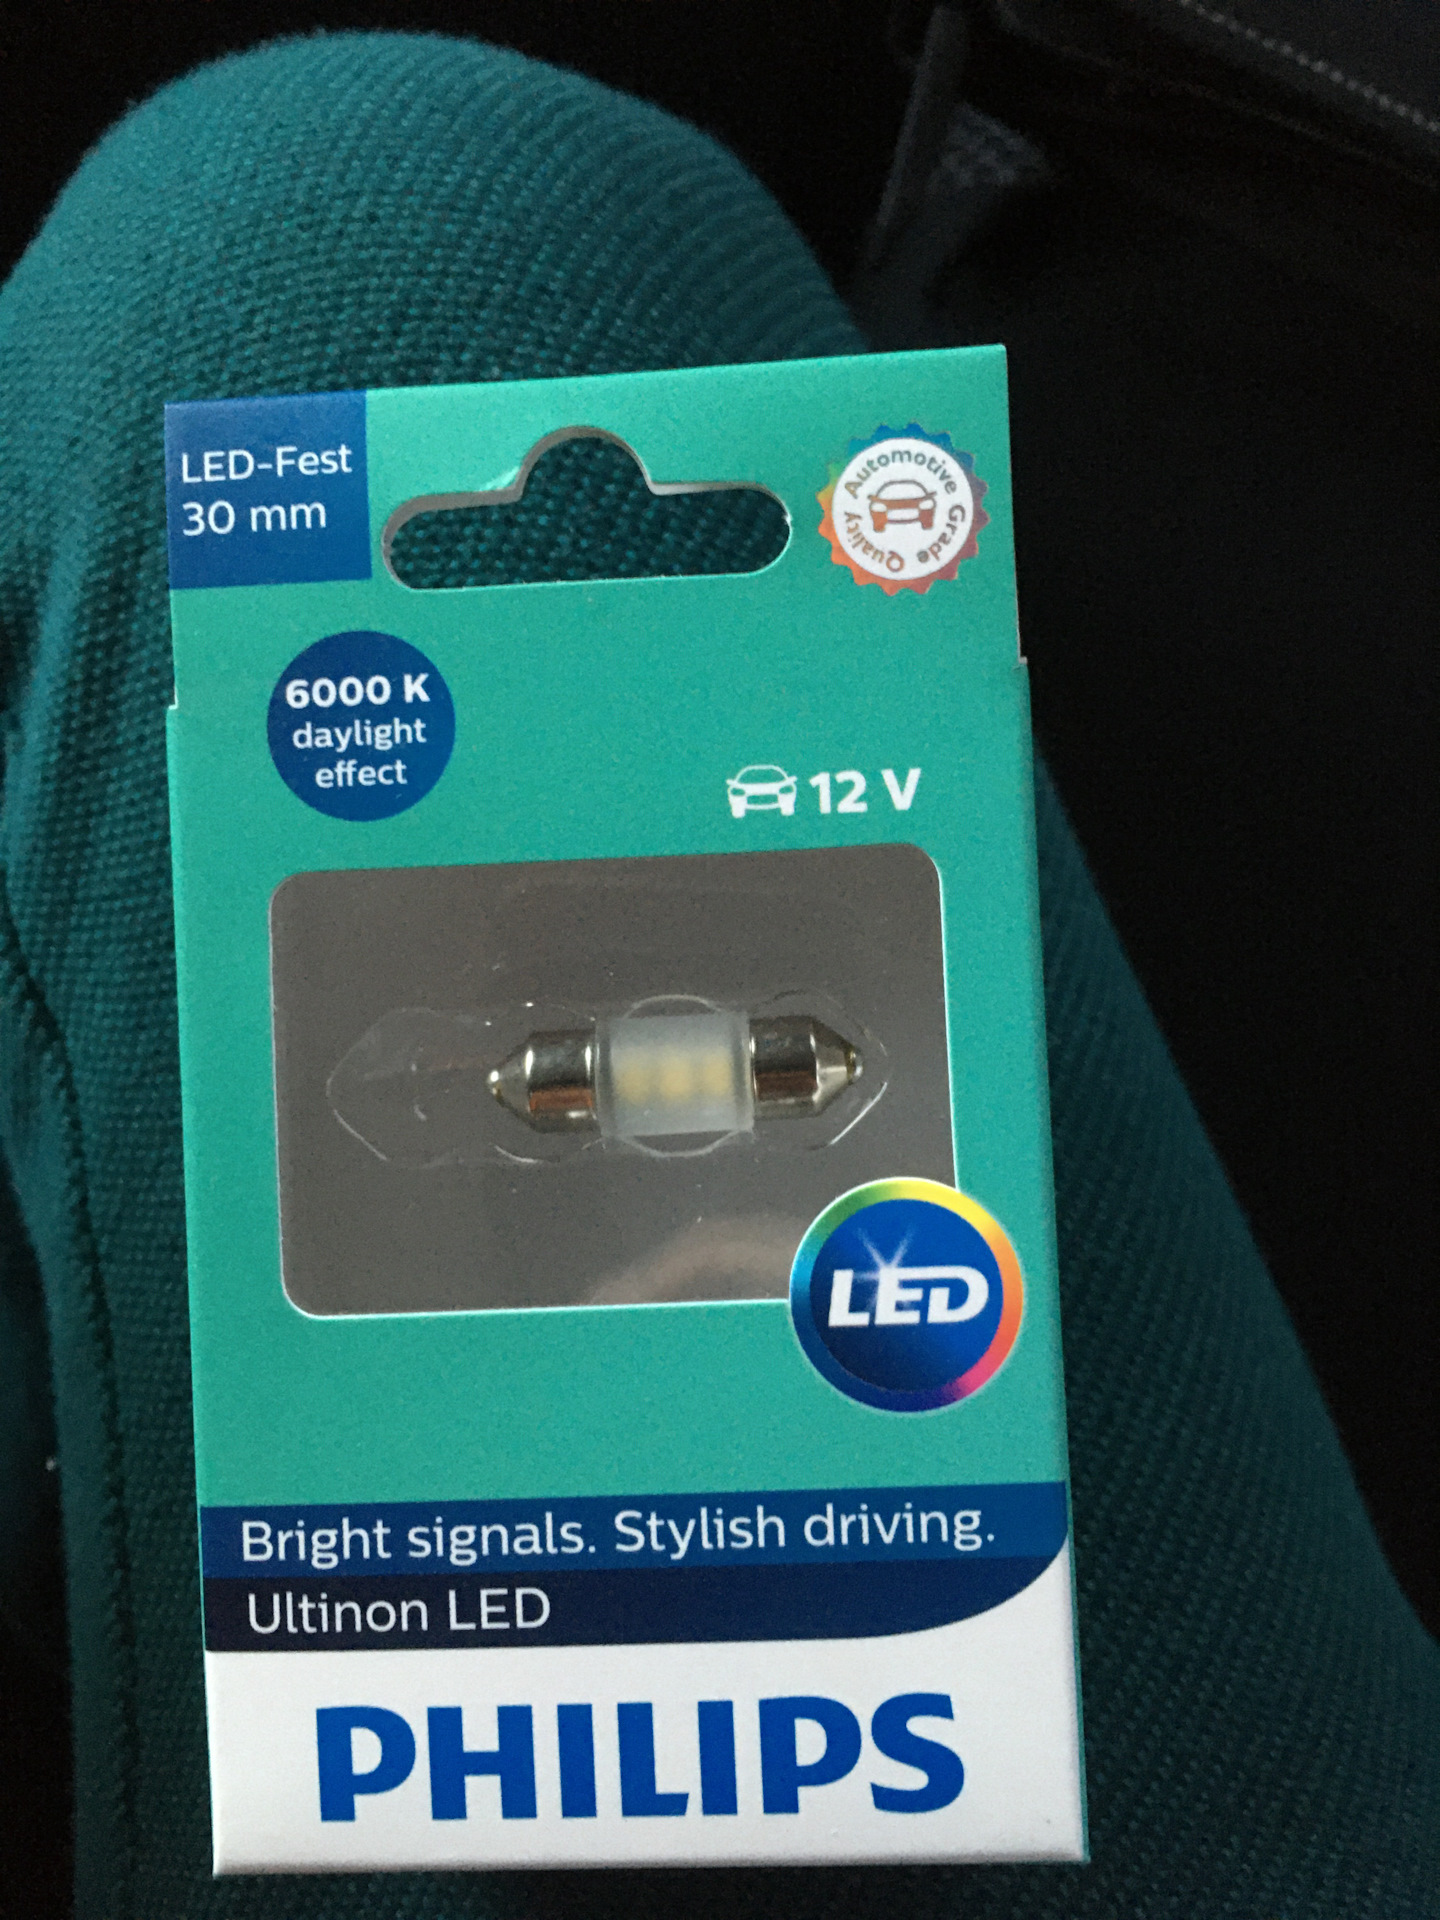 LED-Fest
30 mm
Automotive Grade Quality
6000 K
daylight
effect
12 V
LED
Bright signals. Stylish driving.
Ultinon LED
PHILIPS